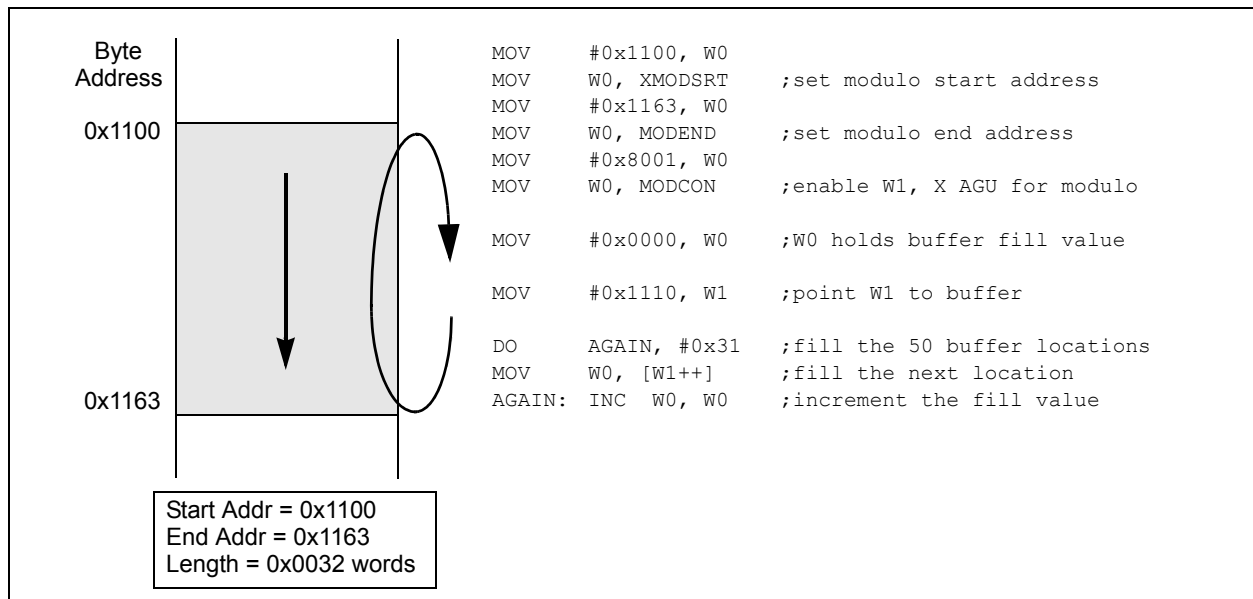 Byte
Address
0x1100
0x1163
MOV #0x1100, W0
MOV W0, XMODSRT ;set modulo start address
MOV #0x1163, W0
MOV W0, MODEND ;set modulo end address
MOV #0x8001, W0
MOV W0, MODCON ;enable W1, X AGU for modulo
MOV #0x0000, W0 ;W0 holds buffer fill value
MOV #0x1110, W1 ;point W1 to buffer
DO AGAIN, #0x31 ;fill the 50 buffer locations
MOV W0, [W1++] ;fill the next location
AGAIN: INC W0, W0 ;increment the fill value
Start Addr = 0x1100
End Addr = 0x1163
Length = 0x0032 words